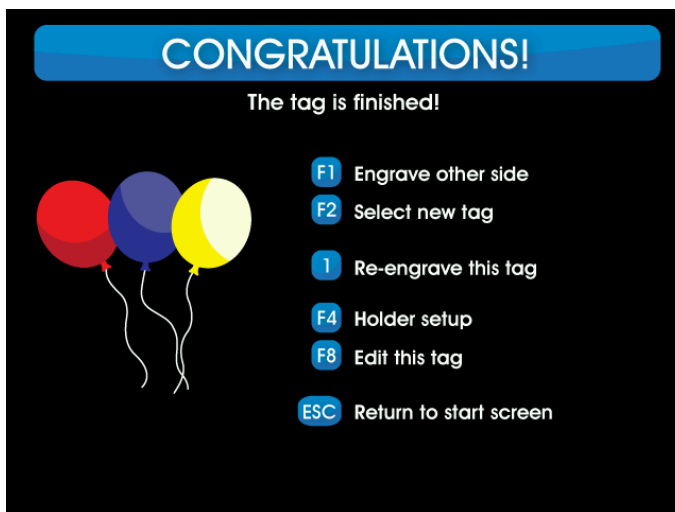 CONGRATULATIONS!
The tag is finished!
F1 Engrave other side
F2 Select new tag
1 Re-engrave this tag
F4 Holder setup
F8 Edit this tag
ESC Return to start screen